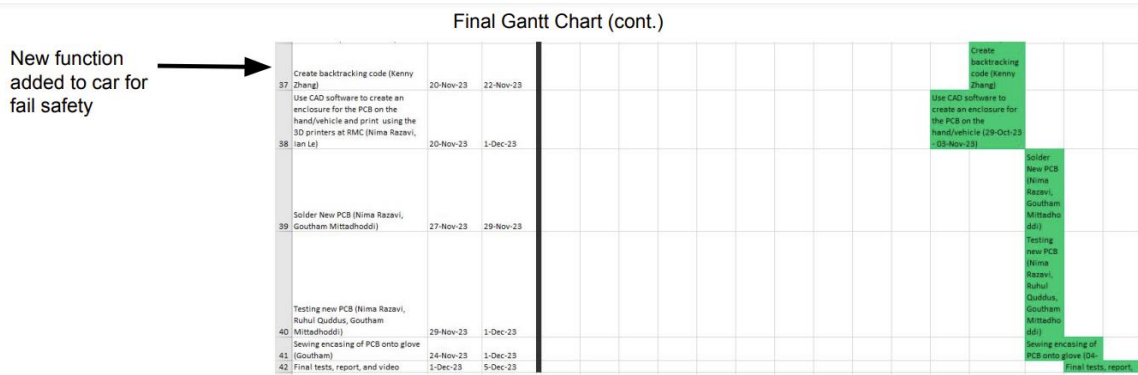 Final Gantt Chart (cont.)
New function
added to car for
fail safety
Create
backtracking
code (Kenny
Zhang)
Create backtracking code (Kenny
37 Zhang) 20-Nov-23 22-Nov-23
Use CAD software to create an
enclosure for the PCB on the
hand/vehicle and print using the
3D printers at RMC (Nima Razavi,
38 Ian Le) 20-Nov-23 1-Dec-23
Use CAD software to
create an enclosure for
the PCB on the
hand/vehicle (29-Oct-23
- 03-Nov-23)
Solder New PCB (Nima Razavi,
39 Goutham Mittadhoddi) 27-Nov-23 29-Nov-23
Solder
New PCB
(Nima
Razavi,
Goutham
Mittadho
ddi)
Testing new PCB (Nima Razavi,
Ruhul Quddus, Goutham
40 Mittadhoddi) 29-Nov-23 1-Dec-23
Testing
new PCB
(Nima
Razavi,
Ruhul
Quddus,
Goutham
Mittadho
ddi)
Sewing encasing of PCB onto glove
41 (Goutham) 24-Nov-23 1-Dec-23
Sewing encasing of
PCB onto glove (04-
42 Final tests, report, and video 1-Dec-23 5-Dec-23
Final tests, report,